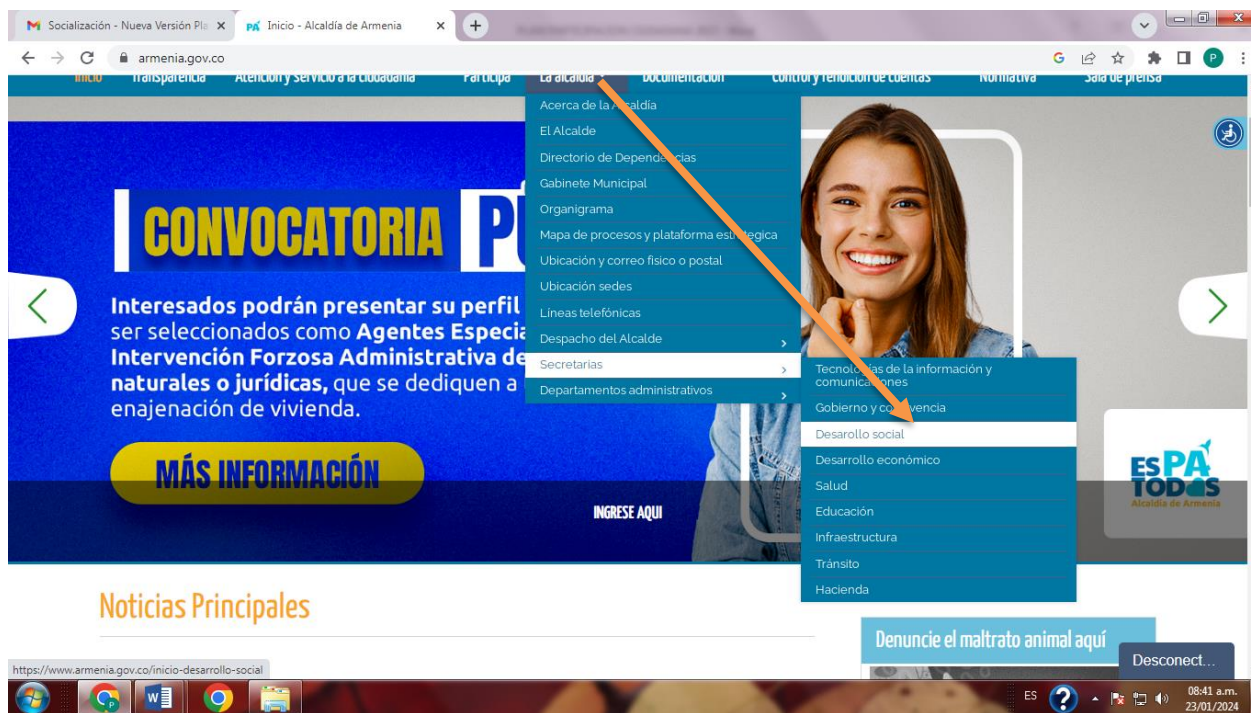 Socialización - Nueva Versión Pla
Inicio - Alcaldía de Armenia
armenia.gov.co
Inicio Transparencia Atención y servicio a la ciudadanía Participa La alcaldía Documentación Control y rendición de cuentas Normativa Sala de prensa
Acerca de la Alcaldía
El Alcalde
Directorio de Dependencias
Gabinete Municipal
Organigrama
Mapa de procesos y plataforma estrategica
Ubicación y correo fisico o postal
Ubicación sedes
Líneas telefónicas
Despacho del Alcalde
Secretarias
Departamentos administrativos
Tecnologías de la información y
comunicaciones
Gobierno y convivencia
Desarollo social
Desarrollo económico
Salud
Educación
Infraestructura
Tránsito
Hacienda
CONVOCATORIA
Interesados podrán presentar su perfil
ser seleccionados como Agentes Especia
Intervención Forzosa Administrativa de
naturales o jurídicas, que se dediquen a
enajenación de vivienda.
MÁS INFORMACIÓN
INGRESE AQUI
ES PA
TODOS
Alcaldía de Armenia
Noticias Principales
Denuncie el maltrato animal aquí
Desconect...
https://www.armenia.gov.co/inicio-desarrollo-social
ES
08:41 a.m.
23/01/2024